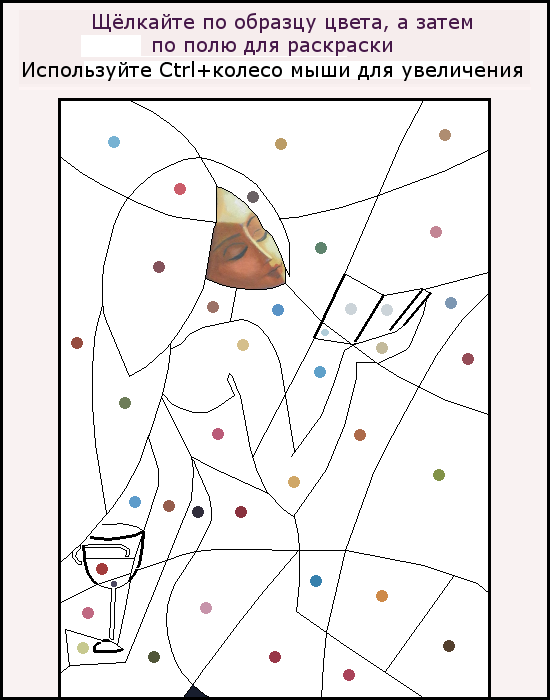 Щёлкайте по образцу цвета, а затем
по полю для раскраски
Используйте Ctrl+колесо мыши для увеличения